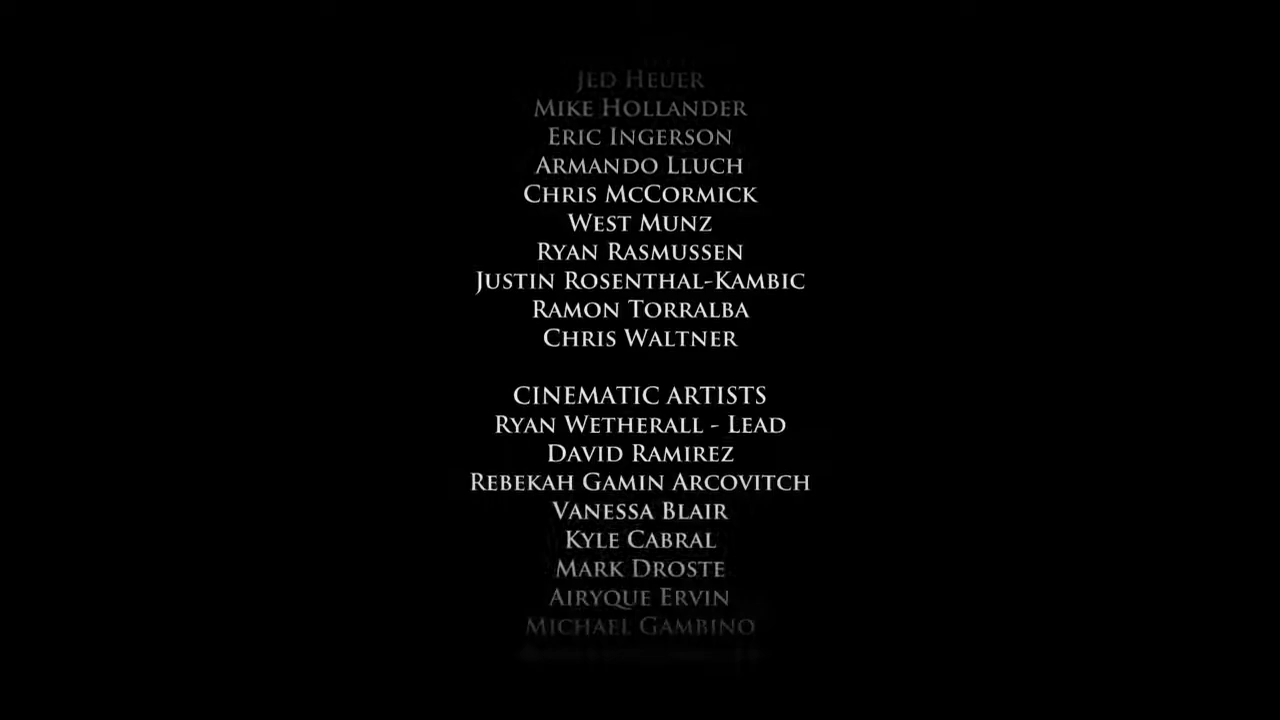 JED HEUER
MIKE HOLLANDER
ERIC INGERSON
ARMANDO LLUCH
CHRIS MCCORMICK
WEST MUNZ
RYAN RASMUSSEN
JUSTIN ROSENTHAL-KAMBIC
RAMON TORRALBA
CHRIS WALTNER
CINEMATIC ARTISTS
RYAN WETHERALL - LEAD
DAVID RAMIREZ
REBEKAH GAMIN ARCOVITCH
VANESSA BLAIR
KYLE CABRAL
MARK DROSTE
AIRYQUE ERVIN
MICHAEL GAMBINO